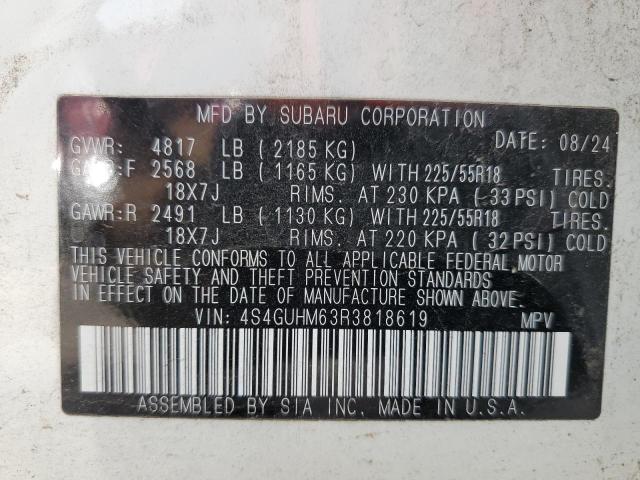 MFD BY SUBARU CORPORATION
GVWR: 4817 LB ( 2185 KG) DATE: 08/24
GAWR:F 2568 LB ( 1165 KG) WITH 225/55R18 TIRES.
18X7J RIMS. AT 230 KPA ( 33 PSI) COLD
GAWR:R 2491 LB ( 1130 KG) WITH 225/55R18 TIRES.
18X7J RIMS. AT 220 KPA ( 32 PSI) COLD
THIS VEHICLE CONFORMS TO ALL APPLICABLE FEDERAL MOTOR
VEHICLE SAFETY AND THEFT PREVENTION STANDARDS
IN EFFECT ON THE DATE OF MANUFACTURE SHOWN ABOVE.
VIN: 4S4GUHM63R3818619 MPV
ASSEMBLED BY SIA INC. MADE IN U.S.A.